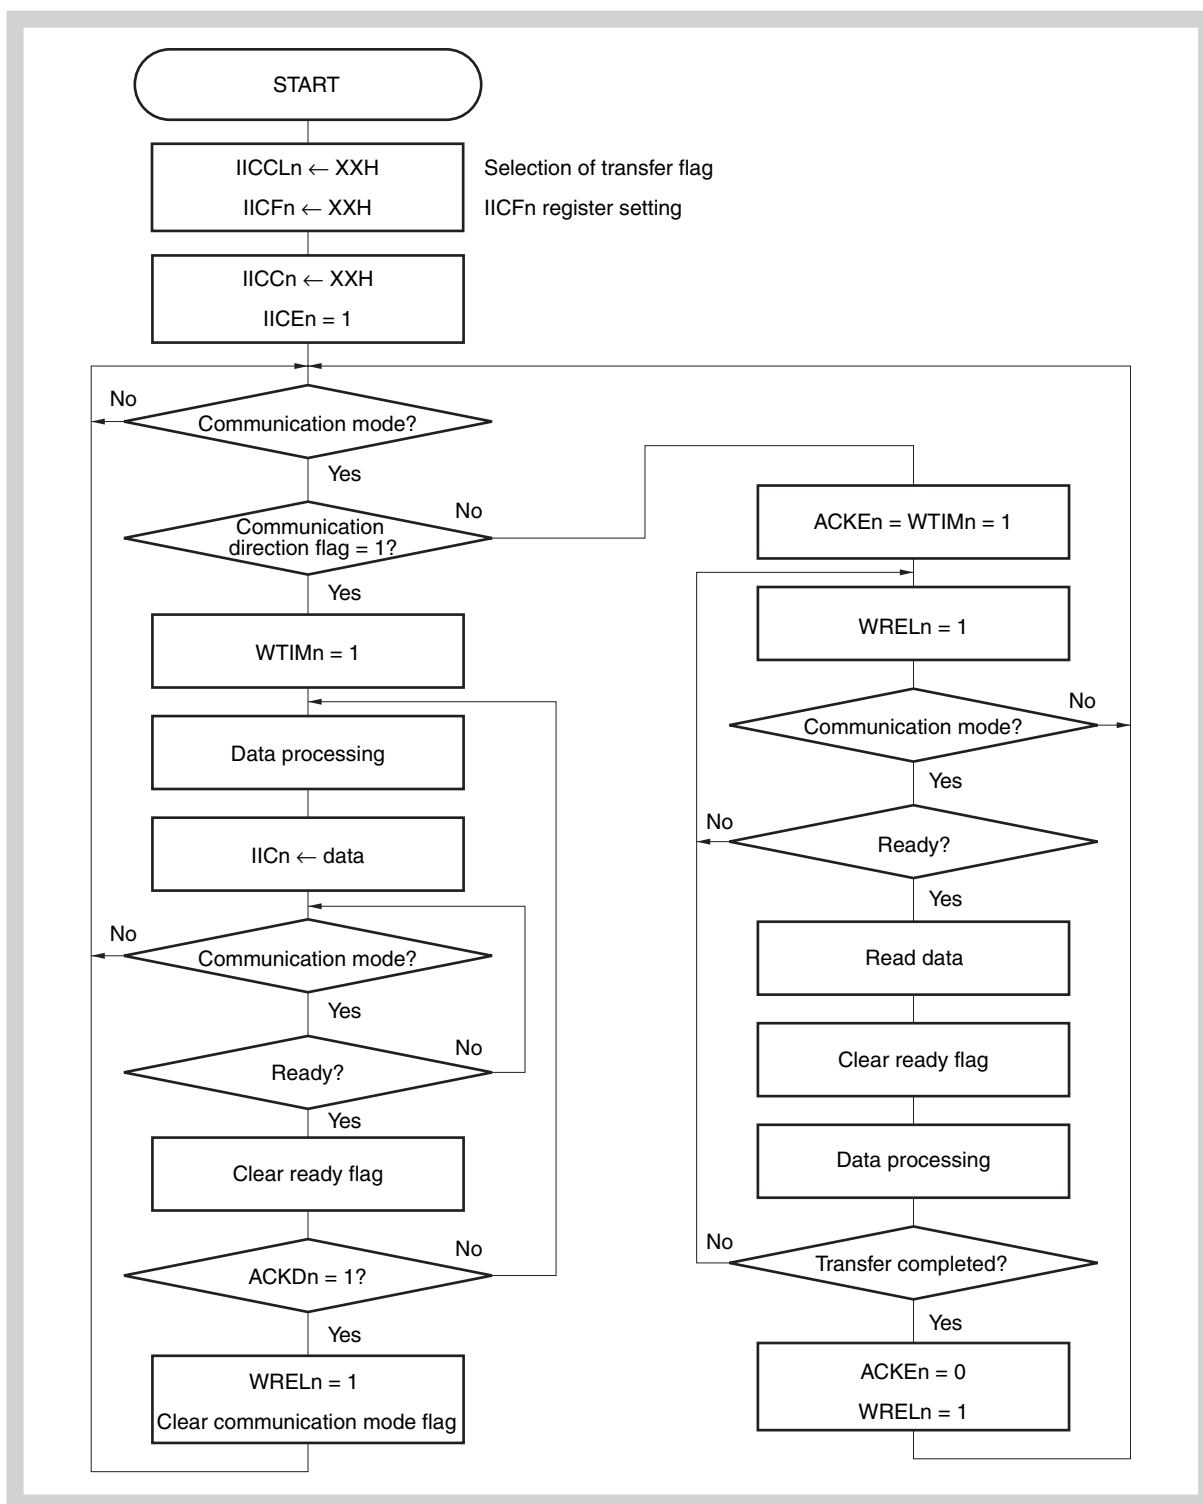 START
IICCLn ← XXH
Selection of transfer flag
IICFn ← XXH
IICFn register setting
IICCn ← XXH
IICEn = 1
No
Communication mode?
Yes
No
Communication
direction flag = 1?
Yes
WTIMn = 1
Data processing
IICn ← data
No
Communication mode?
Yes
No
Ready?
Yes
Clear ready flag
No
ACKDn = 1?
Yes
WRELn = 1
Clear communication mode flag
ACKEn = WTIMn = 1
WRELn = 1
No
Communication mode?
Yes
No
Ready?
Yes
Read data
Clear ready flag
Data processing
No
Transfer completed?
Yes
ACKEn = 0
WRELn = 1